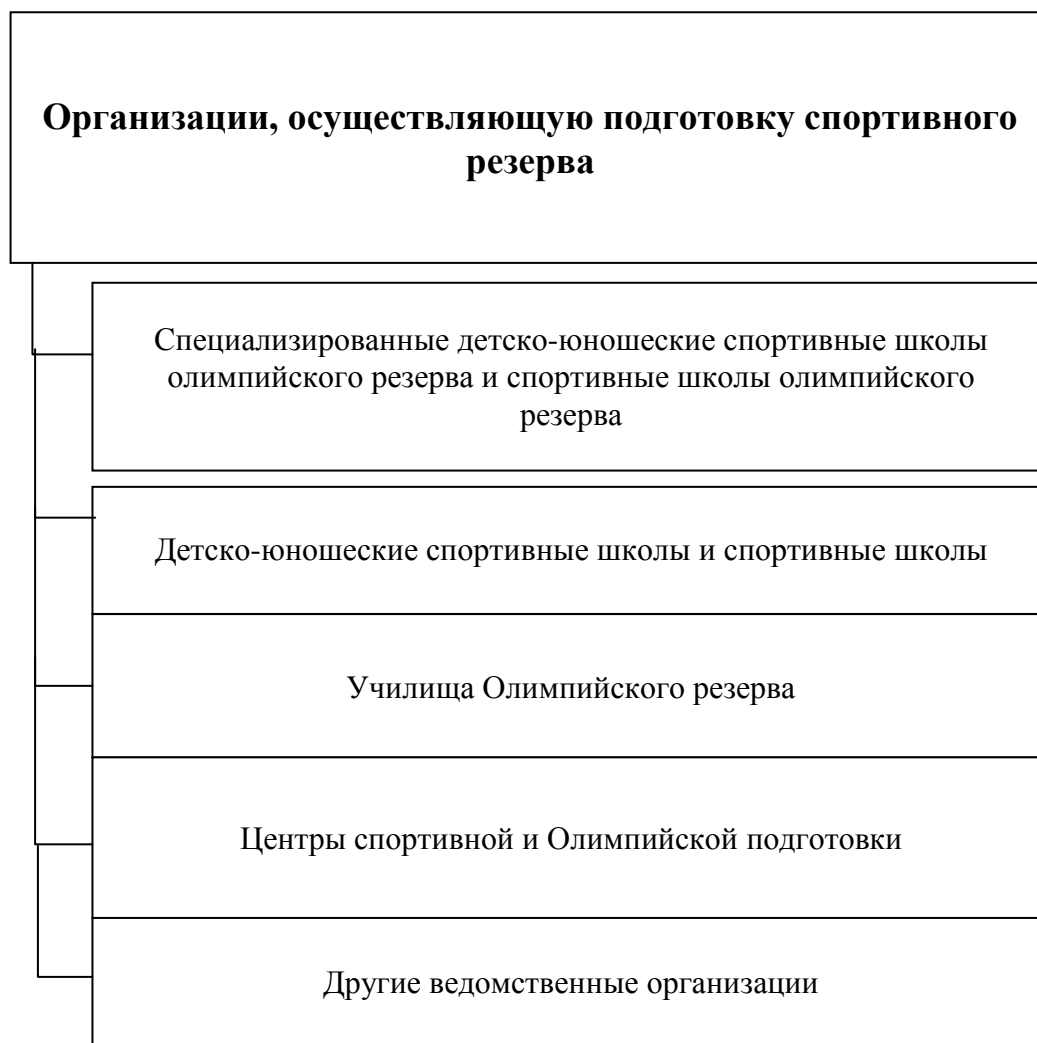 Организации, осуществляющую подготовку спортивного
резерва
Специализированные детско-юношеские спортивные школы
олимпийского резерва и спортивные школы олимпийского
резерва
Детско-юношеские спортивные школы и спортивные школы
Училища Олимпийского резерва
Центры спортивной и Олимпийской подготовки
Другие ведомственные организации